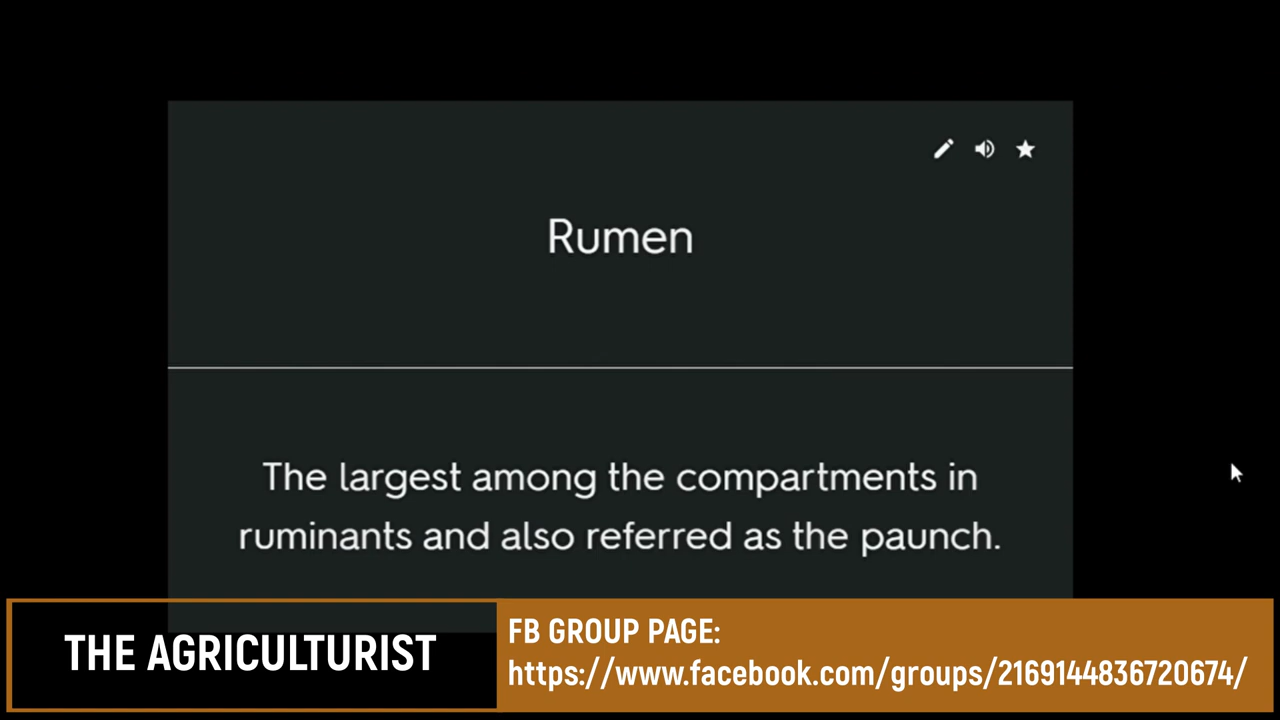 Rumen
The largest among the compartments in
ruminants and also referred as the paunch.
THE AGRICULTURIST
FB GROUP PAGE:
https://www.facebook.com/groups/2169144836720674/